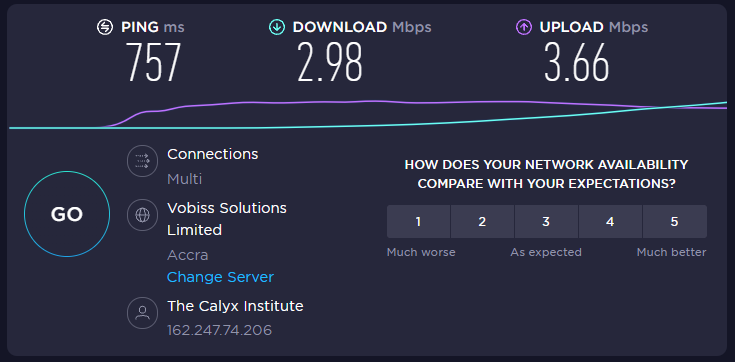 PING ms
757
DOWNLOAD Mbps
2.98
UPLOAD Mbps
3.66
GO
Connections
Multi
Vobiss Solutions
Limited
Accra
Change Server
The Calyx Institute
162.247.74.206
HOW DOES YOUR NETWORK AVAILABILITY
COMPARE WITH YOUR EXPECTATIONS?
1 2 3 4 5
Much worse As expected Much better